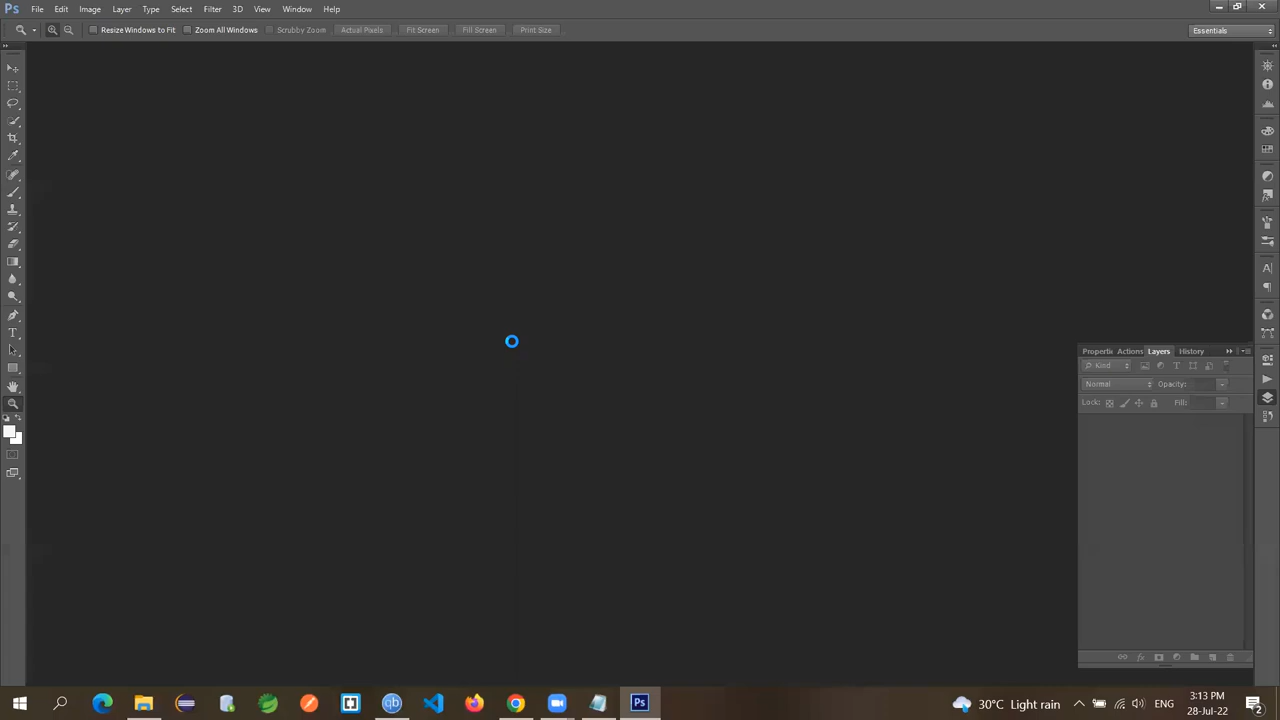 Ps File Edit Image Layer Type Select Filter 3D View Window Help
Resize Windows to Fit Zoom All Windows Scrubby Zoom Actual Pixels Fit Screen Fill Screen Print Size Essentials
Properties Actions Layers History
Kind
Normal Opacity:
Lock: Fill:
30°C Light rain ENG 3:13 PM
28-Jul-22 2